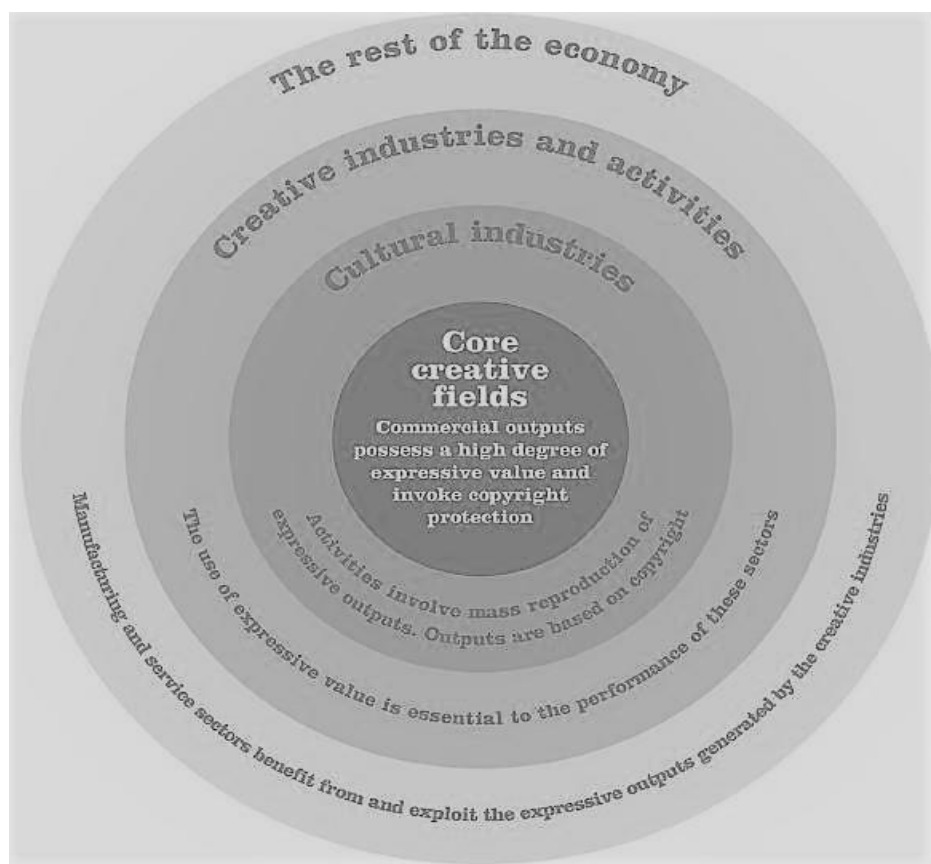 The rest of the economy
Creative industries and activities
Cultural industries
Core
creative
fields
Commercial outputs
possess a high degree of
expressive value and
invoke copyright
protection
Activities involve mass reproduction of
expressive outputs. Outputs are based on copyright
The use of expressive value is essential to the performance of these sectors
Manufacturing and service sectors benefit from and exploit the expressive outputs generated by the creative industries